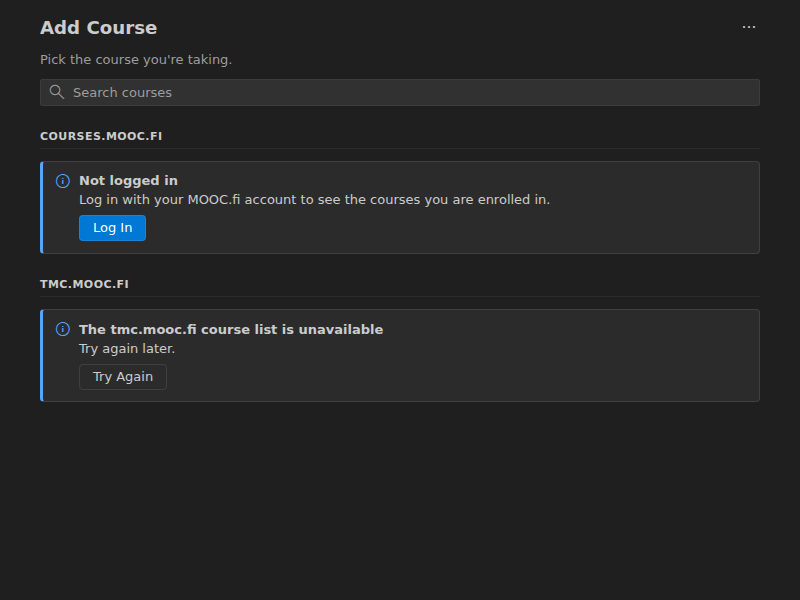 Add Course
Pick the course you're taking.
Search courses
COURSES.MOOC.FI
Not logged in
Log in with your MOOC.fi account to see the courses you are enrolled in.
Log In
TMC.MOOC.FI
The tmc.mooc.fi course list is unavailable
Try again later.
Try Again